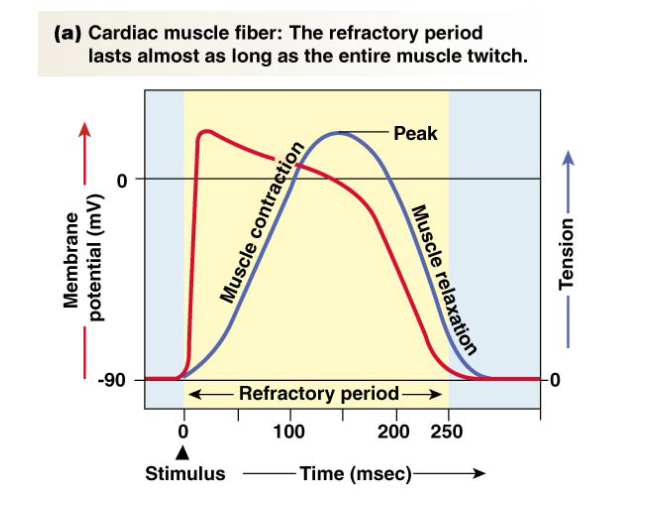 (a) Cardiac muscle fiber: The refractory period
lasts almost as long as the entire muscle twitch.
Peak
0
Membrane
potential (mV)
Muscle contraction
Muscle relaxation
Tension
-90
Refractory period
0
0
100
200
250
Stimulus
Time (msec)